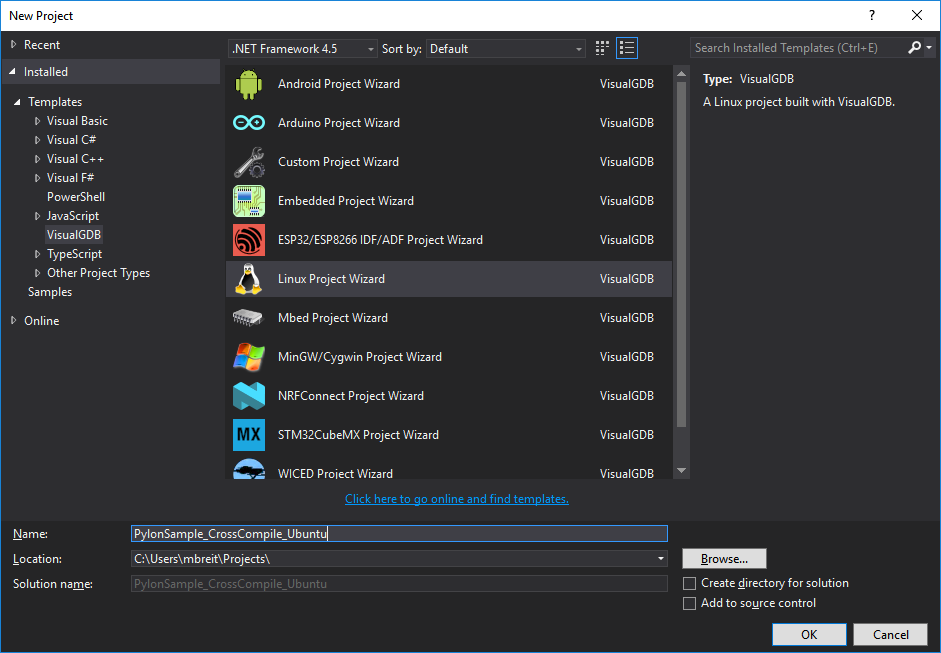 New Project
?
Recent
.NET Framework 4.5
Sort by:
Default
Search Installed Templates (Ctrl+E)
Installed
Templates
Visual Basic
Visual C#
Visual C++
Visual F#
PowerShell
JavaScript
VisualGDB
TypeScript
Other Project Types
Samples
Online
Android Project Wizard VisualGDB
Arduino Project Wizard VisualGDB
Custom Project Wizard VisualGDB
Embedded Project Wizard VisualGDB
ESP32/ESP8266 IDF/ADF Project Wizard VisualGDB
Linux Project Wizard VisualGDB
Mbed Project Wizard VisualGDB
MinGW/Cygwin Project Wizard VisualGDB
NRFConnect Project Wizard VisualGDB
MX STM32CubeMX Project Wizard VisualGDB
WICED Project Wizard VisualGDB
Type: VisualGDB
A Linux project built with VisualGDB.
Click here to go online and find templates.
Name: PylonSample_CrossCompile_Ubuntu
Location: C:\Users\mbreit\Projects\
Browse...
Solution name: PylonSample_CrossCompile_Ubuntu
Create directory for solution
Add to source control
OK
Cancel